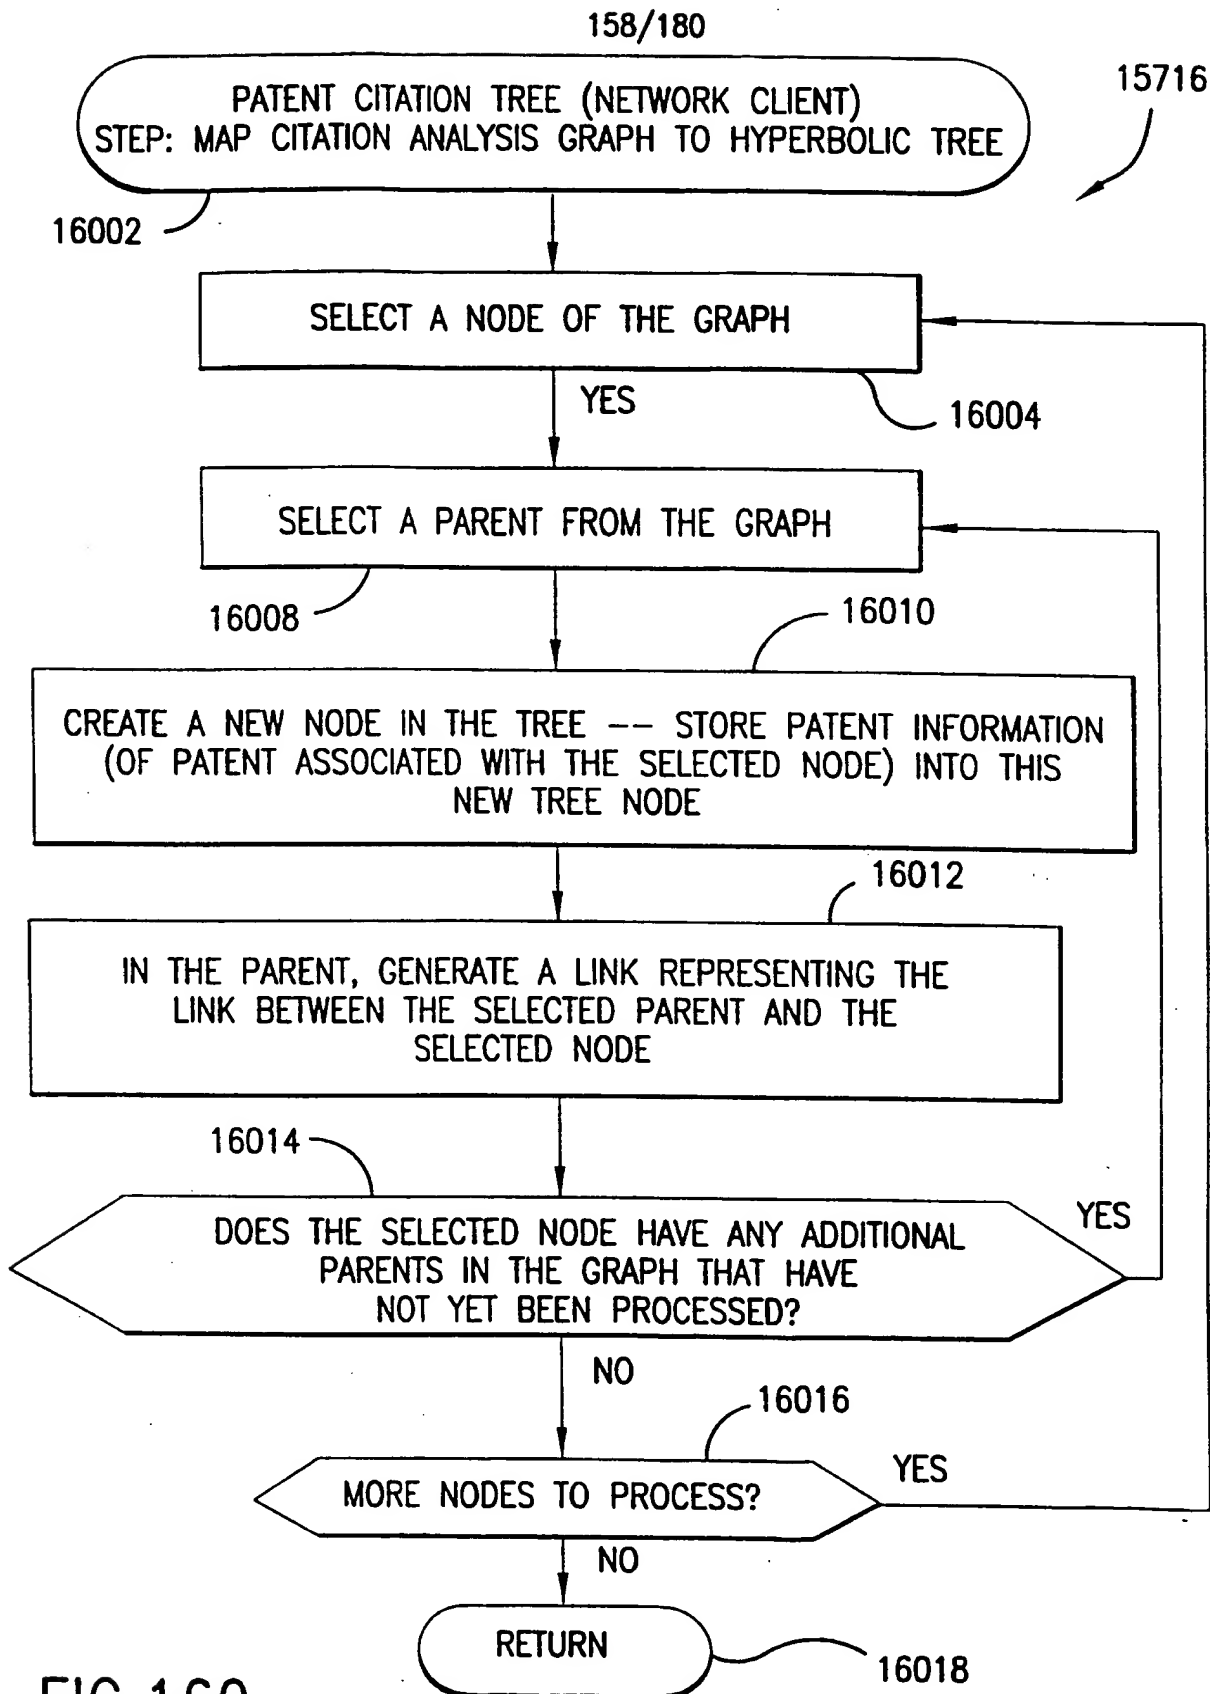 158/180
15716
PATENT CITATION TREE (NETWORK CLIENT)
STEP: MAP CITATION ANALYSIS GRAPH TO HYPERBOLIC TREE
16002
SELECT A NODE OF THE GRAPH
YES
16004
SELECT A PARENT FROM THE GRAPH
16008
16010
CREATE A NEW NODE IN THE TREE -- STORE PATENT INFORMATION
(OF PATENT ASSOCIATED WITH THE SELECTED NODE) INTO THIS
NEW TREE NODE
16012
IN THE PARENT, GENERATE A LINK REPRESENTING THE
LINK BETWEEN THE SELECTED PARENT AND THE
SELECTED NODE
16014
YES
DOES THE SELECTED NODE HAVE ANY ADDITIONAL
PARENTS IN THE GRAPH THAT HAVE
NOT YET BEEN PROCESSED?
NO
16016
YES
MORE NODES TO PROCESS?
NO
RETURN
16018
FIG.160